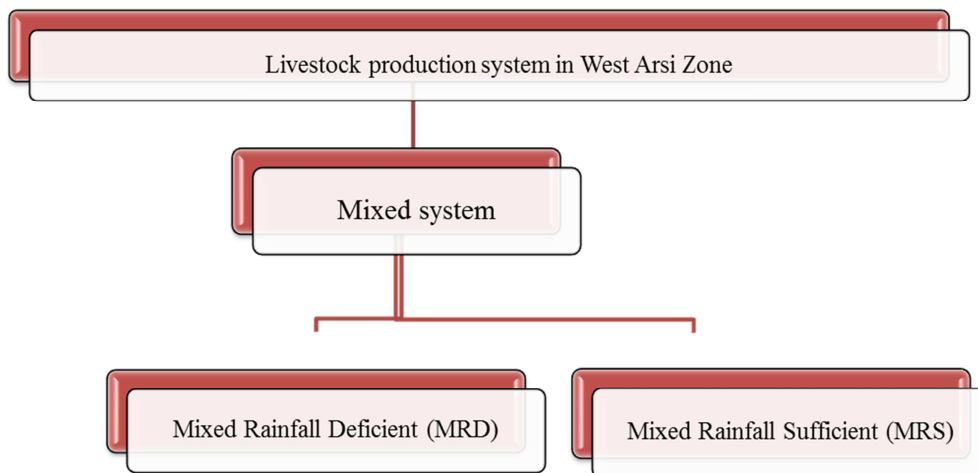 Livestock production system in West Arsi Zone
Mixed system
Mixed Rainfall Deficient (MRD)
Mixed Rainfall Sufficient (MRS)